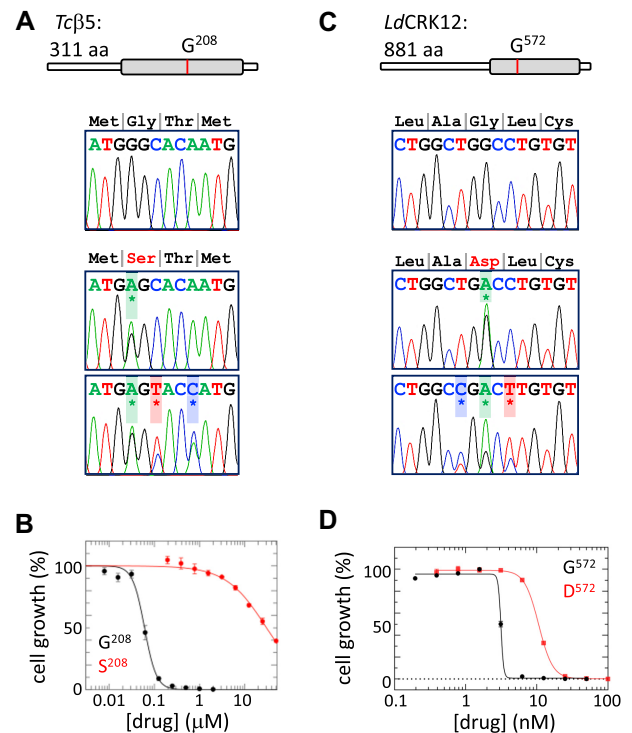 A
Tcβ5:
311 aa
G208
Met|Gly|Thr|Met
ATGGGCACAATG
Met|Ser|Thr|Met
ATGAGCACAATG
*
ATGAGTACCATG
* * *
B
cell growth (%)
100
50
0
G208
S208
0.01 0.1 1 10
[drug] (μM)
C
LdCRK12:
881 aa
G572
Leu|Ala|Gly|Leu|Cys
CTGGCTGGCCTGTGT
Leu|Ala|Asp|Leu|Cys
CTGGCTGACCTGTGT
*
CTGGCCGACTTGTGT
* * *
D
cell growth (%)
100
50
0
G572
D572
0.1 1 10 100
[drug] (nM)